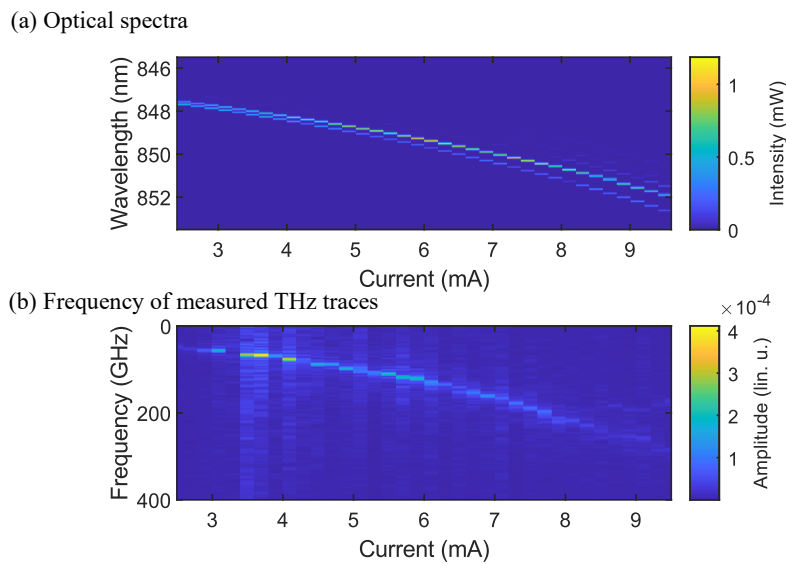 (a) Optical spectra
846
848
850
852
Wavelength (nm)
3 4 5 6 7 8 9
Current (mA)
1
0.5
0
Intensity (mW)
(b) Frequency of measured THz traces
0
200
400
Frequency (GHz)
3 4 5 6 7 8 9
Current (mA)
×10⁻⁴
4
3
2
1
Amplitude (lin. u.)